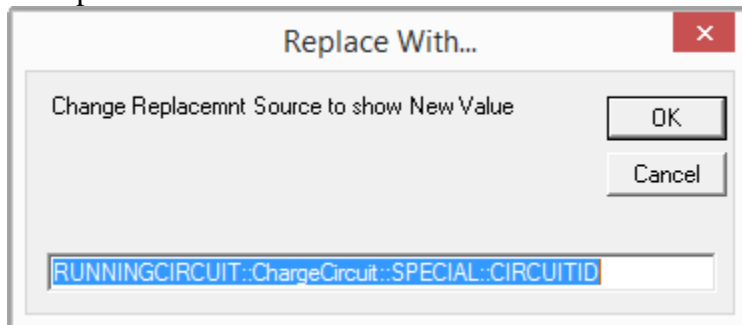 Replace With...
Change Replacemnt Source to show New Value
OK
Cancel
RUNNINGCIRCUIT::ChargeCircuit::SPECIAL::CIRCUITID